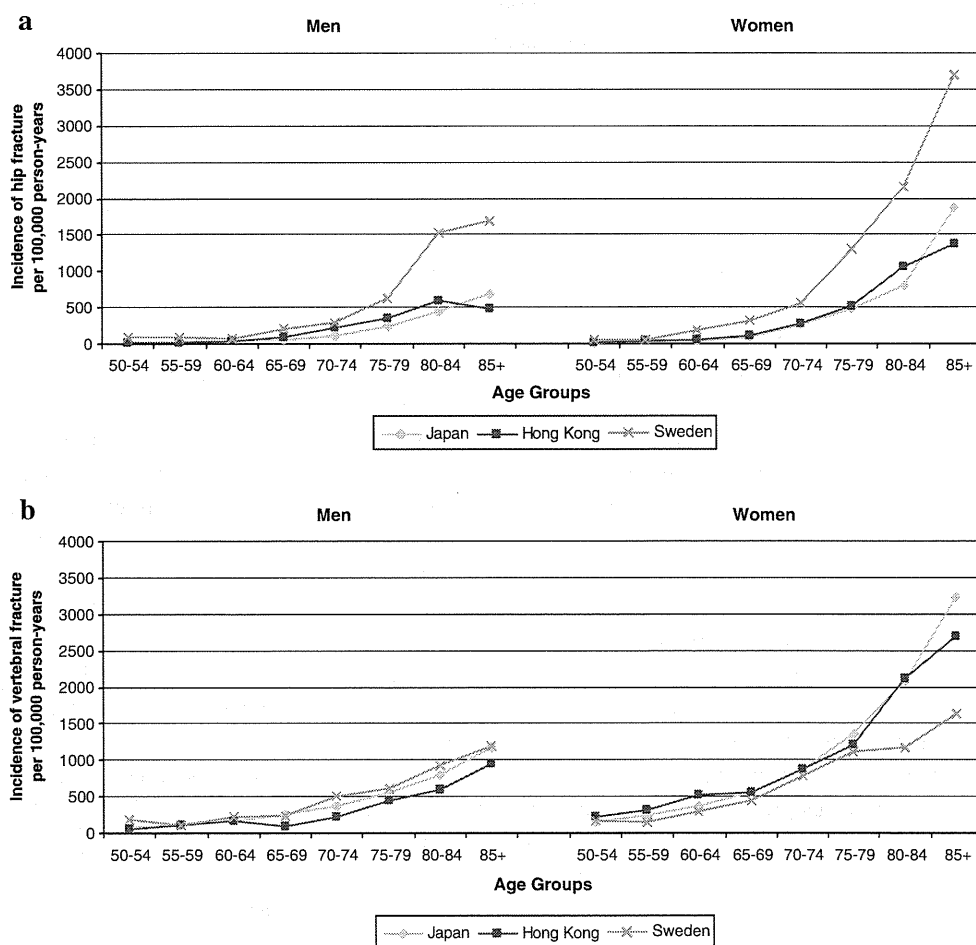 a
Men Women
Incidence of hip fracture
per 100,000 person-years
4000
3500
3000
2500
2000
1500
1000
500
0
50-54 55-59 60-64 65-69 70-74 75-79 80-84 85+ 50-54 55-59 60-64 65-69 70-74 75-79 80-84 85+
Age Groups
Japan Hong Kong Sweden
b
Men Women
Incidence of vertebral fracture
per 100,000 person-years
4000
3500
3000
2500
2000
1500
1000
500
0
50-54 55-59 60-64 65-69 70-74 75-79 80-84 85+ 50-54 55-59 60-64 65-69 70-74 75-79 80-84 85+
Age Groups
Japan Hong Kong Sweden